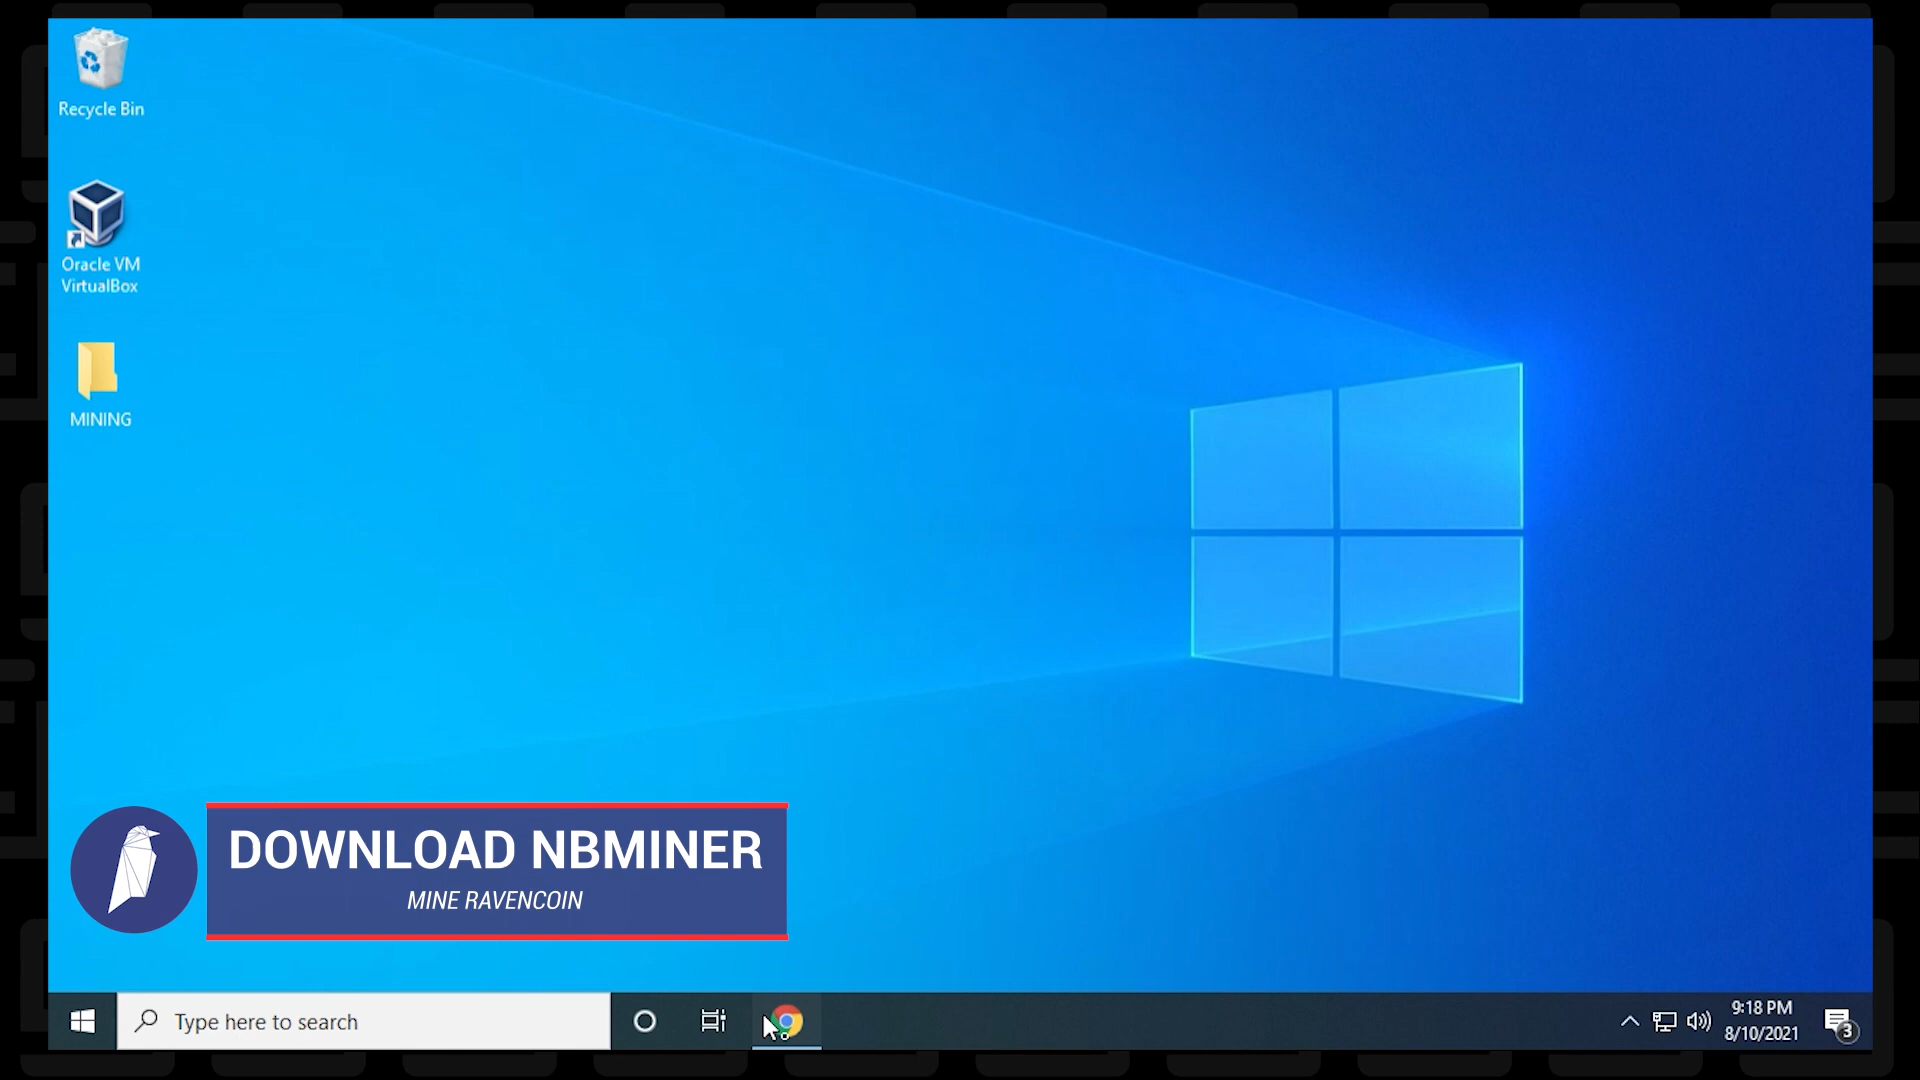 Recycle Bin
Oracle VM
VirtualBox
MINING
DOWNLOAD NBMINER
MINE RAVENCOIN
Type here to search
9:18 PM
8/10/2021
3